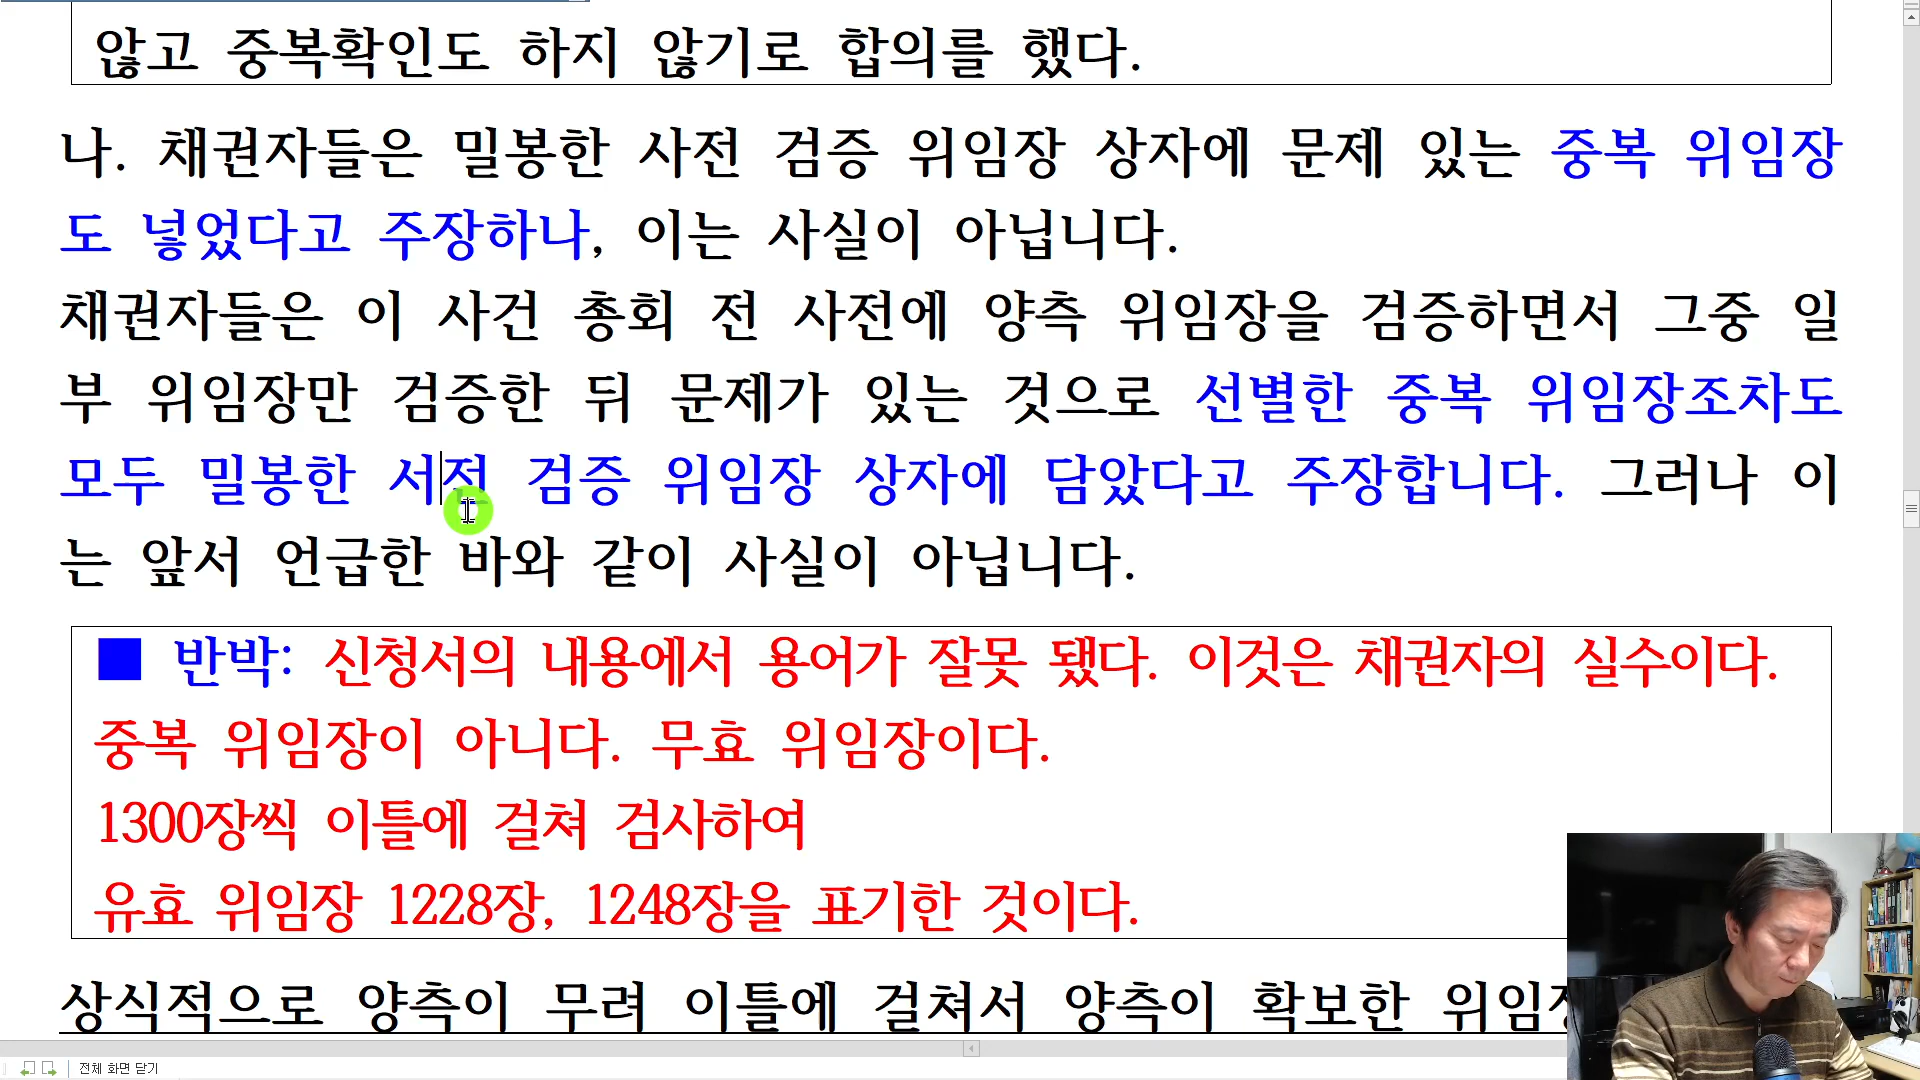 않고 중복확인도 하지 않기로 합의를 했다.
나. 채권자들은 밀봉한 사전 검증 위임장 상자에 문제 있는 중복 위임장
도 넣었다고 주장하나, 이는 사실이 아닙니다.
채권자들은 이 사건 총회 전 사전에 양측 위임장을 검증하면서 그중 일
부 위임장만 검증한 뒤 문제가 있는 것으로 선별한 중복 위임장조차도
모두 밀봉한 서전 검증 위임장 상자에 담았다고 주장합니다. 그러나 이
는 앞서 언급한 바와 같이 사실이 아닙니다.
■ 반박: 신청서의 내용에서 용어가 잘못 됐다. 이것은 채권자의 실수이다.
중복 위임장이 아니다. 무효 위임장이다.
1300장씩 이틀에 걸쳐 검사하여
유효 위임장 1228장, 1248장을 표기한 것이다.
상식적으로 양측이 무려 이틀에 걸쳐서 양측이 확보한 위임
전체 화면 닫기